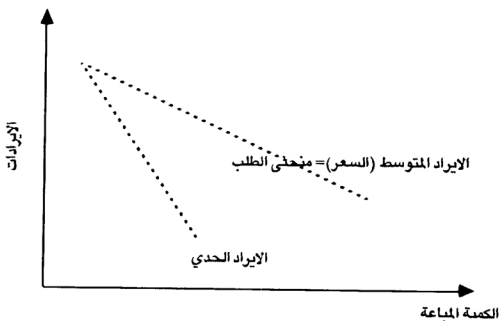 الايرادات
الايراد المتوسط (السعر)= منحنى الطلب
الايراد الحدي
الكمية المباعة